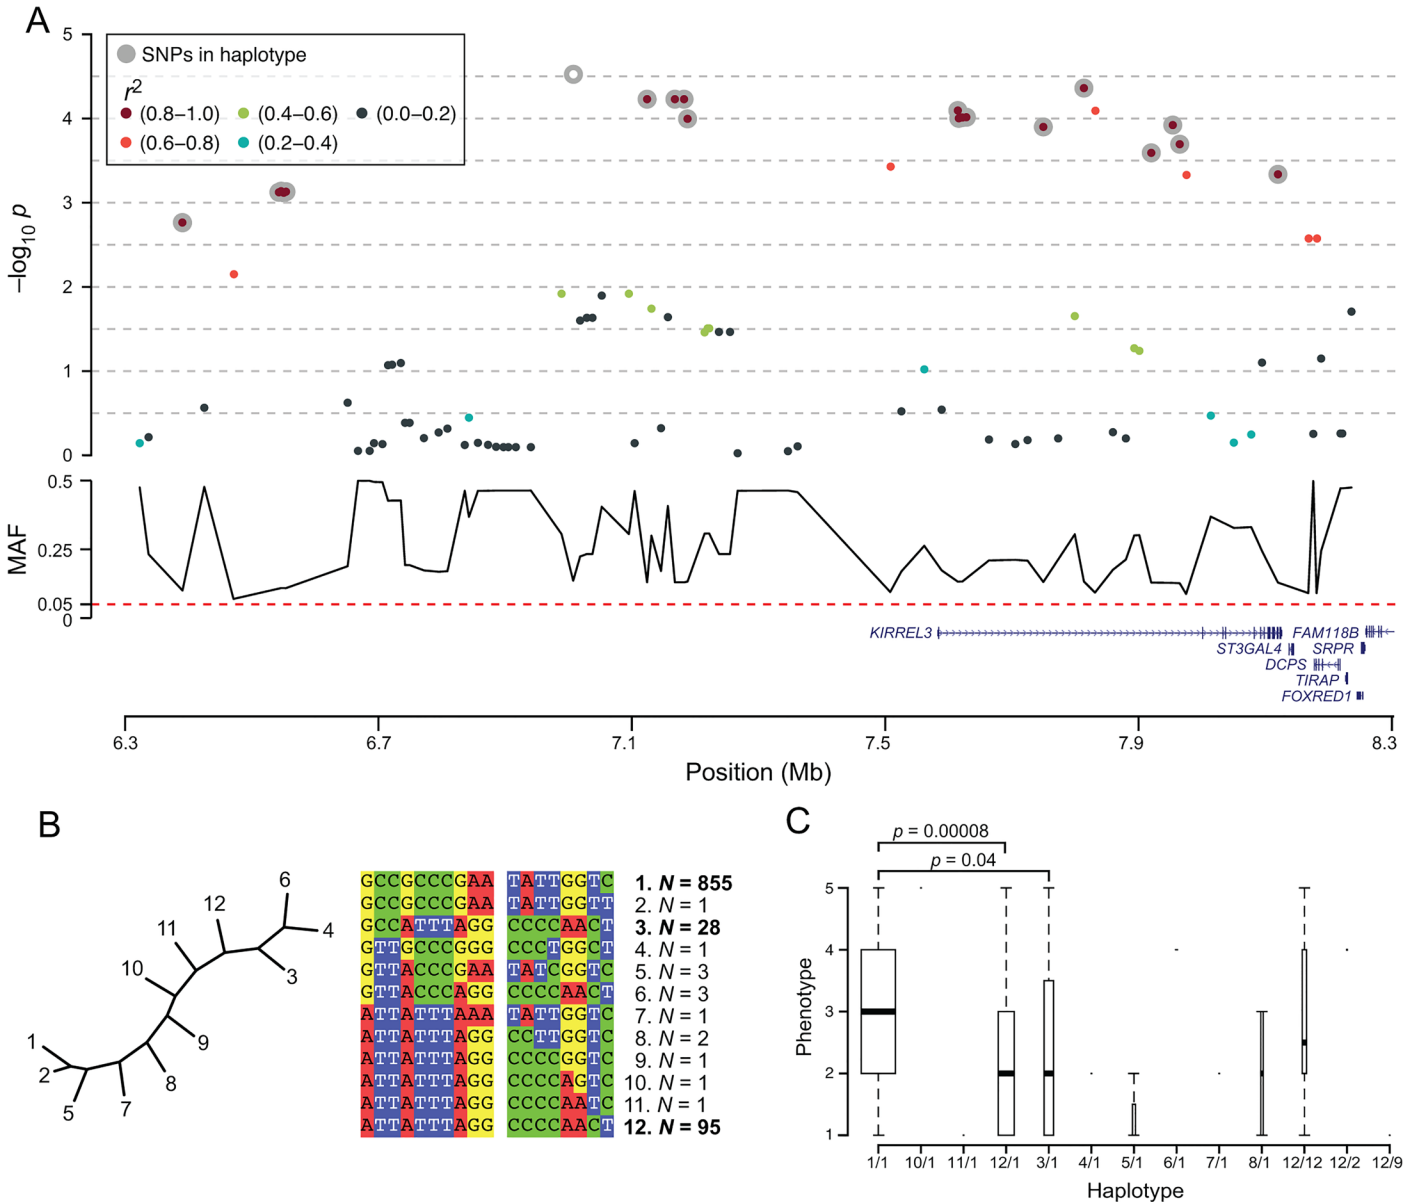 A
SNPs in haplotype
r2
(0.8–1.0) (0.4–0.6) (0.0–0.2)
(0.6–0.8) (0.2–0.4)
5
4
3
2
1
0
–log10 p
0.5
0.25
0.05
0
MAF
KIRREL3 FAM118B
ST3GAL4 SRPR
DCPS
TIRAP
FOXRED1
6.3 6.7 7.1 7.5 7.9 8.3
Position (Mb)
B
6
12
4
11
3
10
9
1
2
8
5
7
GCCGCCCGAA TATTGGTC 1. N = 855
GCCGCCCGAA TATTGGTT 2. N = 1
GCCATTTAGG CCCCAACT 3. N = 28
GTTGCCCGGG CCCTGGCT 4. N = 1
GTTACCCGAA TATCGGTC 5. N = 3
GTTACCCAGG CCCCAACT 6. N = 3
ATTATTTAAA TATTGGTC 7. N = 1
ATTATTTAGG CCTTGGTC 8. N = 2
ATTATTTAGG CCCCGGTC 9. N = 1
ATTATTTAGG CCCCAGTC 10. N = 1
ATTATTTAGG CCCCAATC 11. N = 1
ATTATTTAGG CCCCAACT 12. N = 95
C
p = 0.00008
p = 0.04
5
4
3
2
1
Phenotype
1/1 10/1 11/1 12/1 3/1 4/1 5/1 6/1 7/1 8/1 12/12 12/2 12/9
Haplotype